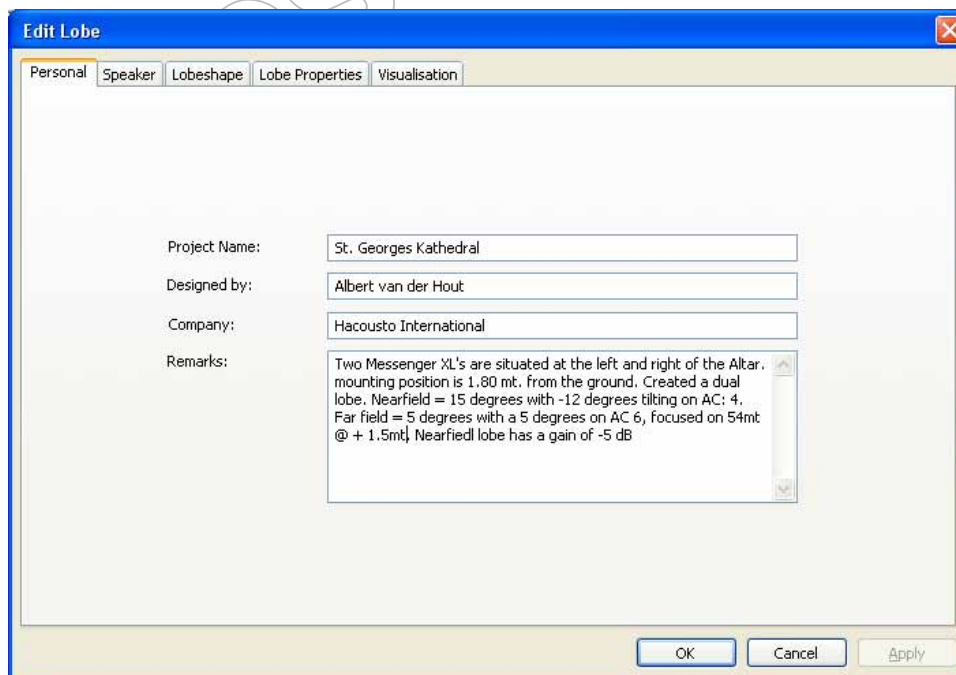 Edit Lobe
Personal Speaker Lobeshape Lobe Properties Visualisation
Project Name: St. Georges Kathedral
Designed by: Albert van der Hout
Company: Hacousto International
Remarks: Two Messenger XL's are situated at the left and right of the Altar.
mounting position is 1.80 mt. from the ground. Created a dual
lobe. Nearfield = 15 degrees with -12 degrees tilting on AC: 4.
Far field = 5 degrees with a 5 degrees on AC 6, focused on 54mt
@ + 1.5mt. Nearfiedl lobe has a gain of -5 dB
OK Cancel Apply